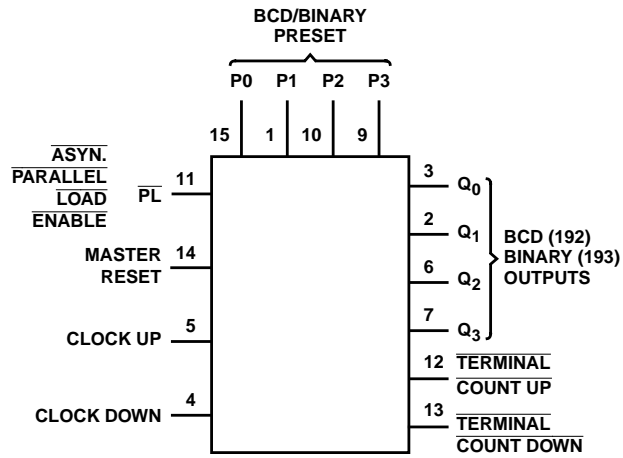 BCD/BINARY
PRESET
P0 P1 P2 P3
15 1 10 9
ASYN.
PARALLEL
LOAD
ENABLE
PL
11
MASTER
RESET
14
CLOCK UP
5
CLOCK DOWN
4
3 Q0
2 Q1
6 Q2
7 Q3
BCD (192)
BINARY (193)
OUTPUTS
12 TERMINAL
COUNT UP
13 TERMINAL
COUNT DOWN